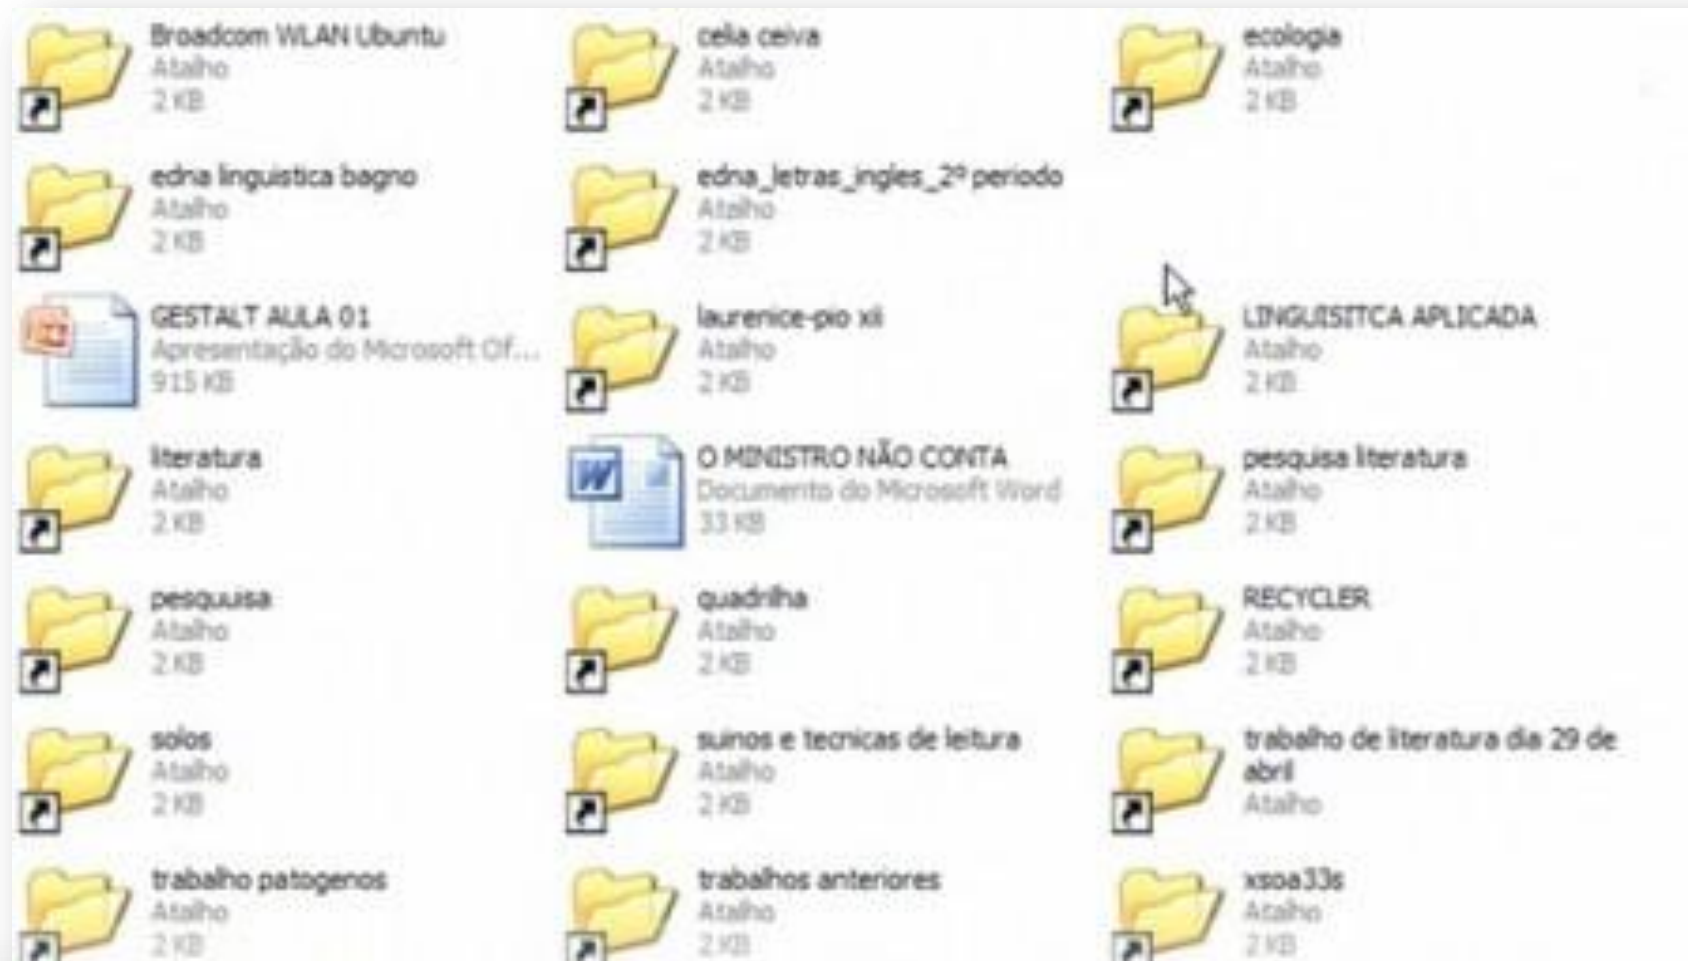 Broadcom WLAN Ubuntu
Atalho
2 KB
celia ceiva
Atalho
2 KB
ecologia
Atalho
2 KB
edna linguistica bagno
Atalho
2 KB
edna_letras_ingles_2º periodo
Atalho
2 KB
GESTALT AULA 01
Apresentação do Microsoft Of...
915 KB
laurenice-pio xii
Atalho
2 KB
LINGUISITCA APLICADA
Atalho
2 KB
literatura
Atalho
2 KB
O MINISTRO NÃO CONTA
Documento do Microsoft Word
33 KB
pesquisa literatura
Atalho
2 KB
pesquuisa
Atalho
2 KB
quadrilha
Atalho
2 KB
RECYCLER
Atalho
2 KB
solos
Atalho
2 KB
suinos e tecnicas de leitura
Atalho
2 KB
trabalho de literatura dia 29 de
abril
Atalho
trabalho patogenos
Atalho
2 KB
trabalhos anteriores
Atalho
2 KB
xsoa33s
Atalho
2 KB